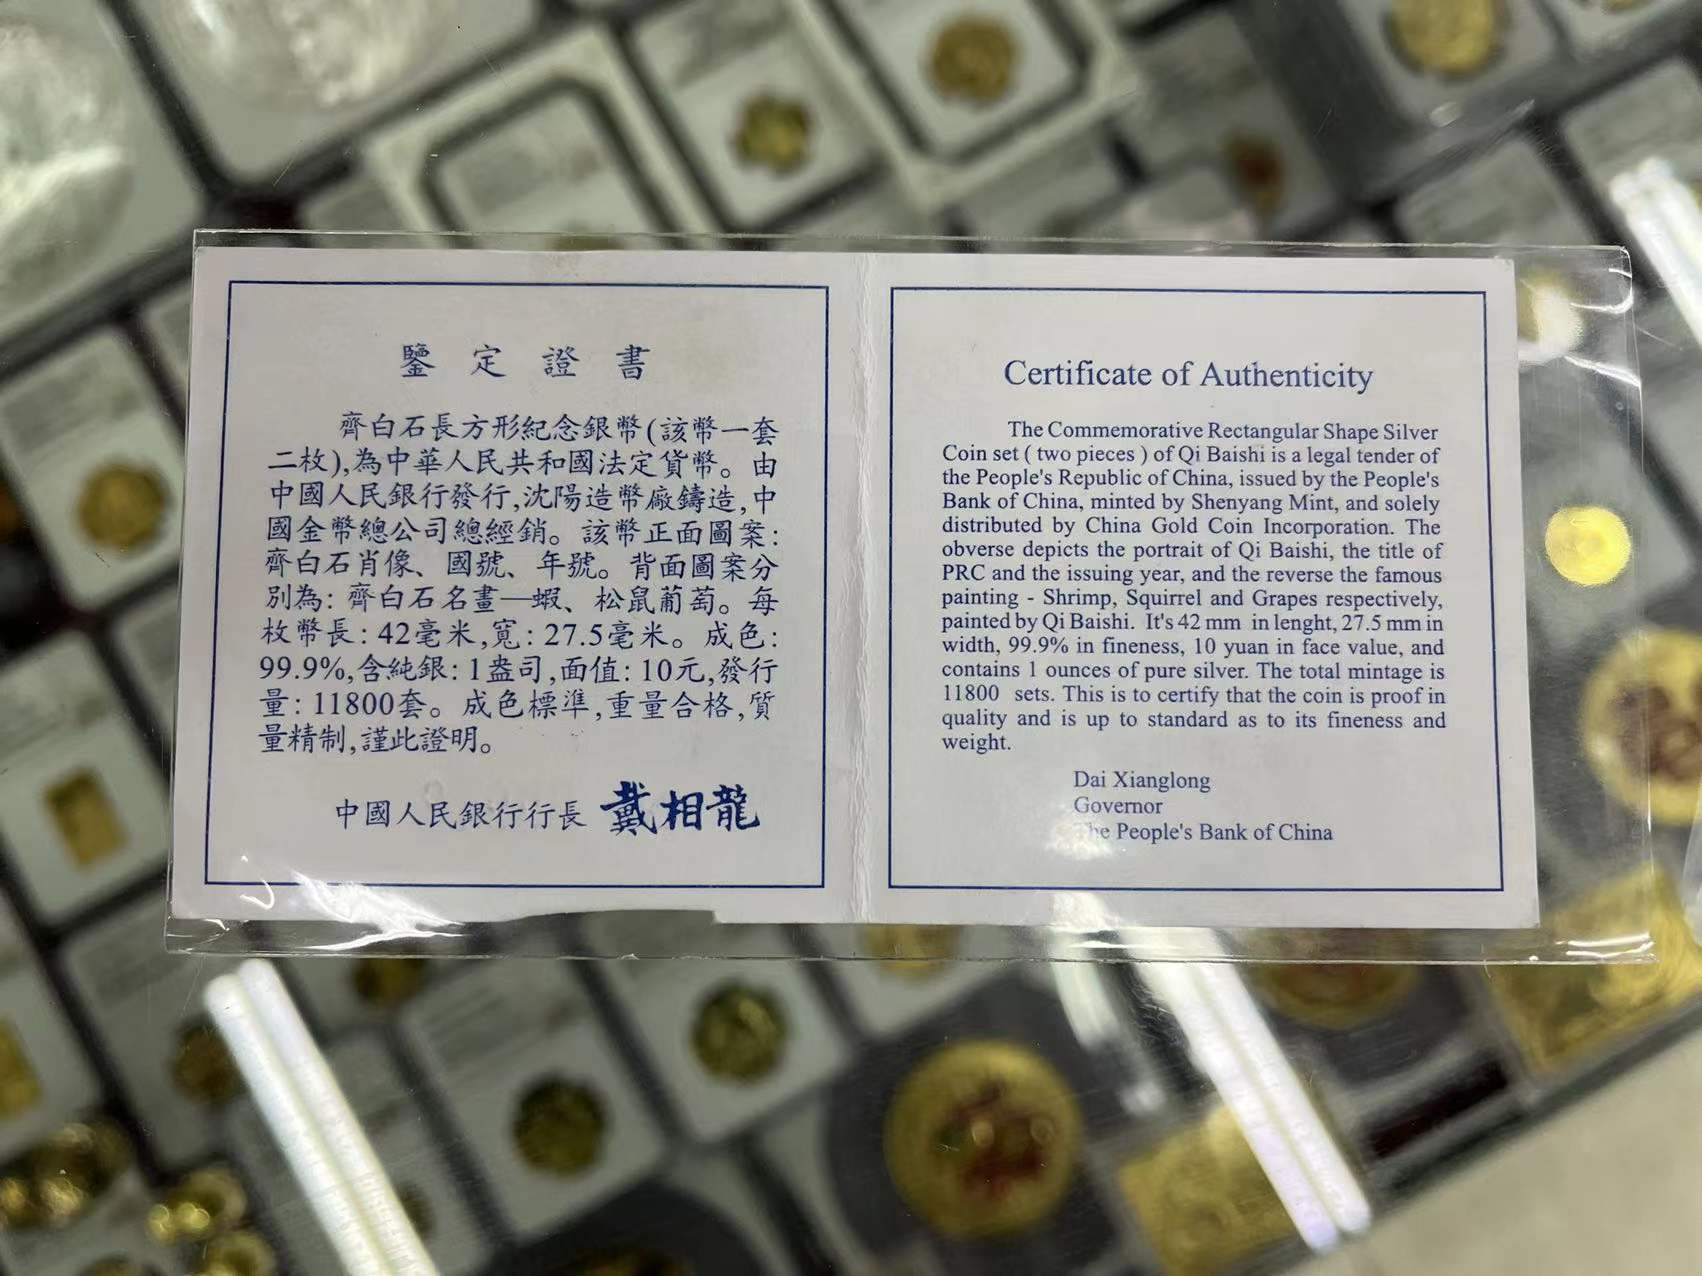 鑒定證書
齊白石長方形紀念銀幣(該幣一套
二枚),為中華人民共和國法定貨幣。由
中國人民銀行發行,沈陽造幣廠鑄造,中
國金幣總公司總經銷。該幣正面圖案:
齊白石肖像、國號、年號。背面圖案分
別為:齊白石名畫—蝦、松鼠葡萄。每
枚幣長:42毫米,寬:27.5毫米。成色:
99.9%,含純銀:1盎司,面值:10元,發行
量:11800套。成色標準,重量合格,質
量精制,謹此證明。
中國人民銀行行長 戴相龍
Certificate of Authenticity
The Commemorative Rectangular Shape Silver
Coin set ( two pieces ) of Qi Baishi is a legal tender of
the People's Republic of China, issued by the People's
Bank of China, minted by Shenyang Mint, and solely
distributed by China Gold Coin Incorporation. The
obverse depicts the portrait of Qi Baishi, the title of
PRC and the issuing year, and the reverse the famous
painting - Shrimp, Squirrel and Grapes respectively,
painted by Qi Baishi. It's 42 mm in lenght, 27.5 mm in
width, 99.9% in fineness, 10 yuan in face value, and
contains 1 ounces of pure silver. The total mintage is
11800 sets. This is to certify that the coin is proof in
quality and is up to standard as to its fineness and
weight.
Dai Xianglong
Governor
The People's Bank of China